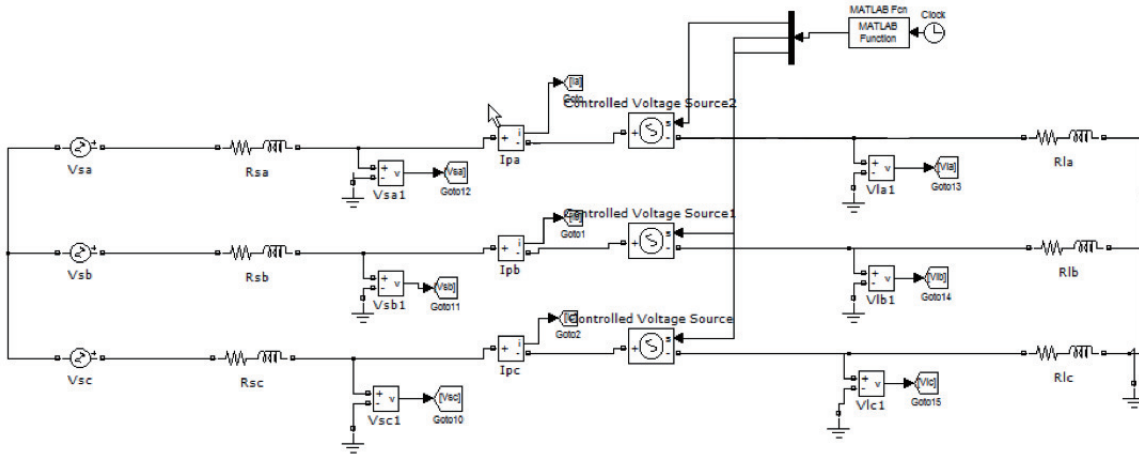 MATLAB Fcn
Clock
MATLAB
Function
[Ia]
Goto
Controlled Voltage Source2
s
+
i
-
Vsa
Rsa
Ipa
[Vsa]
Vsa1
Goto12
v
[Vla]
Vla1
Goto13
Rla
Controlled Voltage Source1
Goto1
Vsb
Rsb
Ipb
[Vsb]
Vsb1
Goto11
[Vlb]
Vlb1
Goto14
Rlb
Controlled Voltage Source
Goto2
Vsc
Rsc
Ipc
[Vsc]
Vsc1
Goto10
[Vlc]
Vlc1
Goto15
Rlc